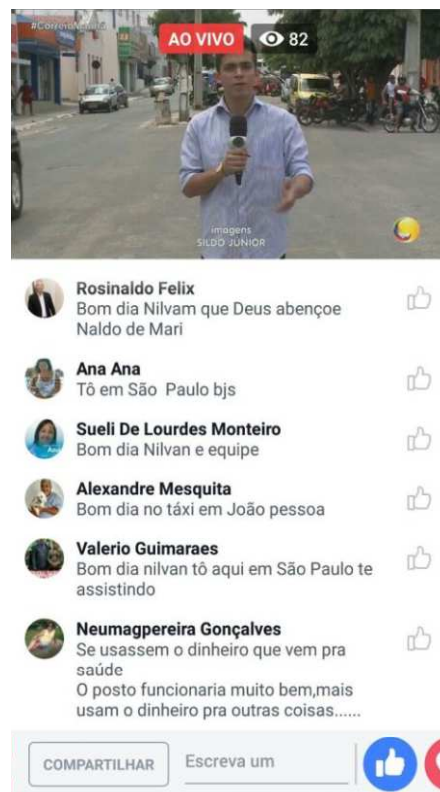 #CorreioNaTV
AO VIVO 82
imagens
SILDO JUNIOR
Rosinaldo Felix
Bom dia Nilvam que Deus abençoe
Naldo de Mari
Ana Ana
Tô em São Paulo bjs
Sueli De Lourdes Monteiro
Bom dia Nilvan e equipe
Alexandre Mesquita
Bom dia no táxi em João pessoa
Valerio Guimaraes
Bom dia nilvan tô aqui em São Paulo te
assistindo
Neumagpereira Gonçalves
Se usassem o dinheiro que vem pra
saúde
O posto funcionaria muito bem,mais
usam o dinheiro pra outras coisas......
COMPARTILHAR Escreva um